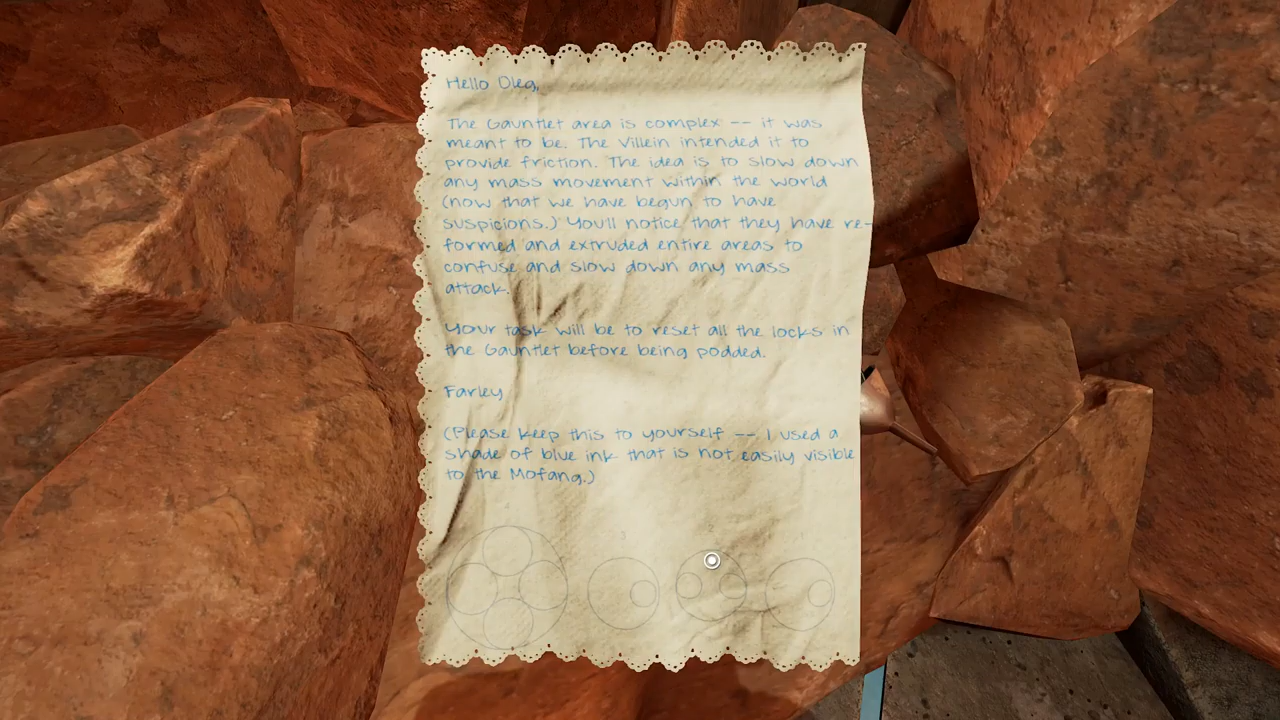 Hello Oleg,
The Gauntlet area is complex -- it was
meant to be. The Villein intended it to
provide friction. The idea is to slow down
any mass movement within the world
(now that we have begun to have
suspicions.) You'll notice that they have re-
formed and extruded entire areas to
confuse and slow down any mass
attack.
Your task will be to reset all the locks in
the Gauntlet before being podded.
Farley
(Please keep this to yourself -- I used a
shade of blue ink that is not easily visible
to the Mofang.)